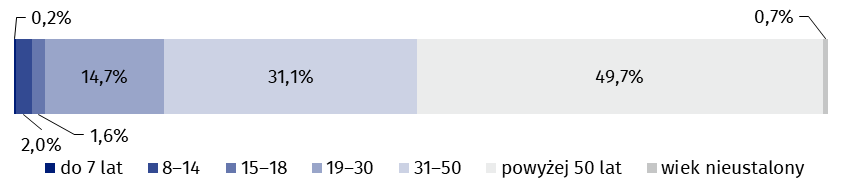 0,2% 0,7%
14,7% 31,1% 49,7%
2,0% 1,6%
do 7 lat 8–14 15–18 19–30 31–50 powyżej 50 lat wiek nieustalony